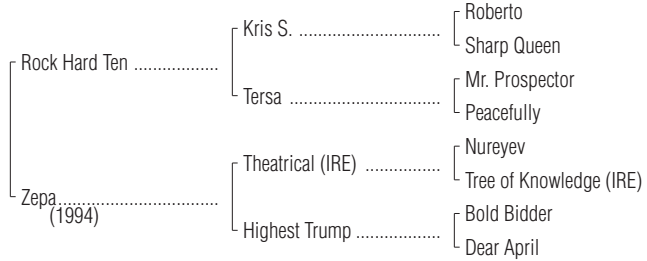 Roberto
Kris S. ..............................
Sharp Queen
Rock Hard Ten ..................
Mr. Prospector
Tersa ................................
Peacefully
Nureyev
Theatrical (IRE) ................
Tree of Knowledge (IRE)
Zepa..................................
(1994)
Bold Bidder
Highest Trump ..................
Dear April